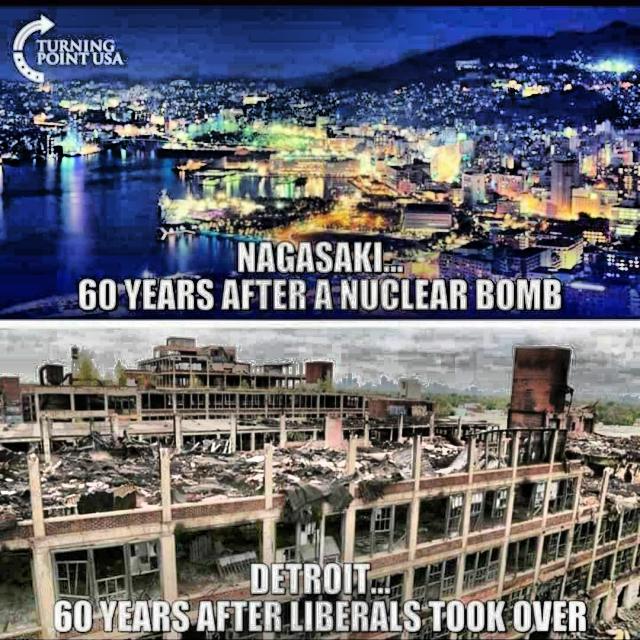 TURNING
POINT USA
NAGASAKI...
60 YEARS AFTER A NUCLEAR BOMB
DETROIT...
60 YEARS AFTER LIBERALS TOOK OVER